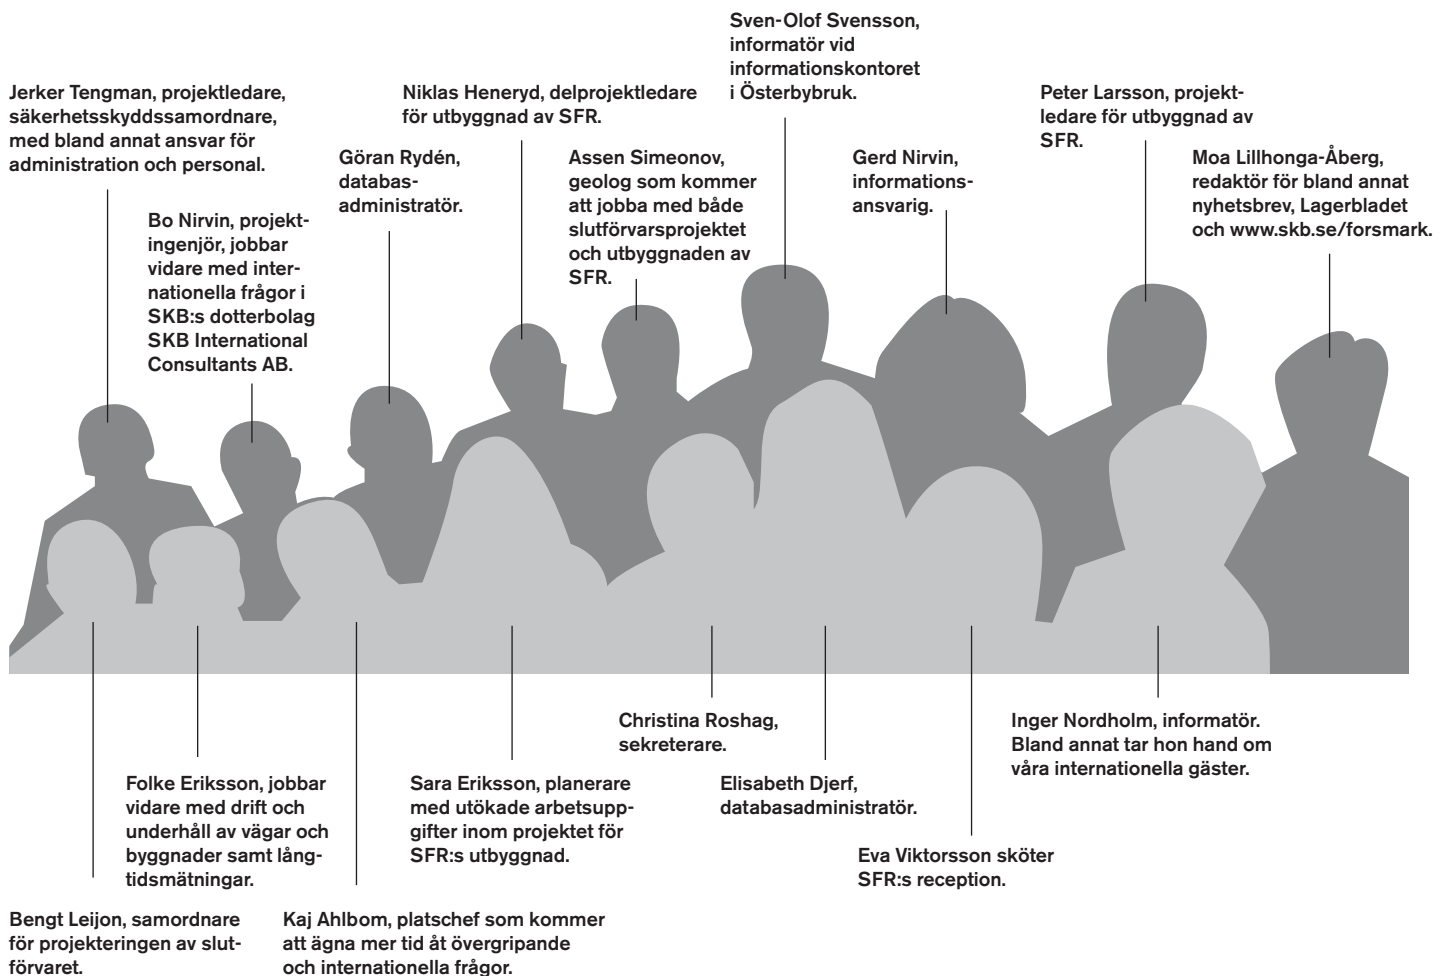 Sven-Olof Svensson,
informatör vid
informationskontoret
i Österbybruk.
Jerker Tengman, projektledare,
säkerhetsskyddssamordnare,
med bland annat ansvar för
administration och personal.
Niklas Heneryd, delprojektledare
för utbyggnad av SFR.
Peter Larsson, projekt-
ledare för utbyggnad av
SFR.
Göran Rydén,
databas-
administratör.
Assen Simeonov,
geolog som kommer
att jobba med både
slutförvarsprojektet
och utbyggnaden av
SFR.
Gerd Nirvin,
informations-
ansvarig.
Moa Lillhonga-Åberg,
redaktör för bland annat
nyhetsbrev, Lagerbladet
och www.skb.se/forsmark.
Bo Nirvin, projekt-
ingenjör, jobbar
vidare med inter-
nationella frågor i
SKB:s dotterbolag
SKB International
Consultants AB.
Christina Roshag,
sekreterare.
Inger Nordholm, informatör.
Bland annat tar hon hand om
våra internationella gäster.
Folke Eriksson, jobbar
vidare med drift och
underhåll av vägar och
byggnader samt lång-
tidsmätningar.
Sara Eriksson, planerare
med utökade arbetsupp-
gifter inom projektet för
SFR:s utbyggnad.
Elisabeth Djerf,
databasadministratör.
Eva Viktorsson sköter
SFR:s reception.
Bengt Leijon, samordnare
för projekteringen av slut-
förvaret.
Kaj Ahlbom, platschef som kommer
att ägna mer tid åt övergripande
och internationella frågor.